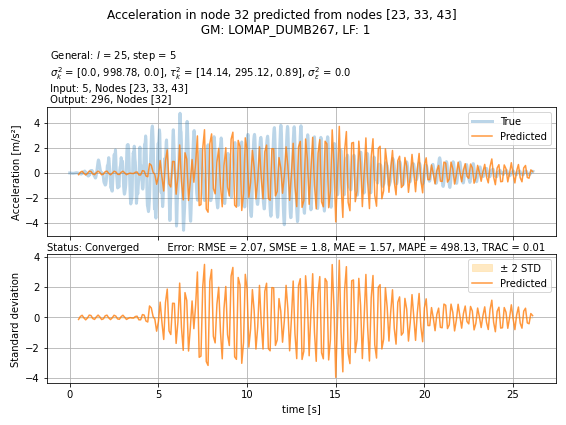 Acceleration in node 32 predicted from nodes [23, 33, 43]
GM: LOMAP_DUMB267, LF: 1
General: l = 25, step = 5
σ²ₖ = [0.0, 998.78, 0.0], τ²ₖ = [14.14, 295.12, 0.89], σ²ε = 0.0
Input: 5, Nodes [23, 33, 43]
Output: 296, Nodes [32]
Acceleration [m/s²]
4
2
0
−2
−4
True
Predicted
Status: Converged Error: RMSE = 2.07, SMSE = 1.8, MAE = 1.57, MAPE = 498.13, TRAC = 0.01
Standard deviation
4
2
0
−2
−4
± 2 STD
Predicted
0 5 10 15 20 25
time [s]